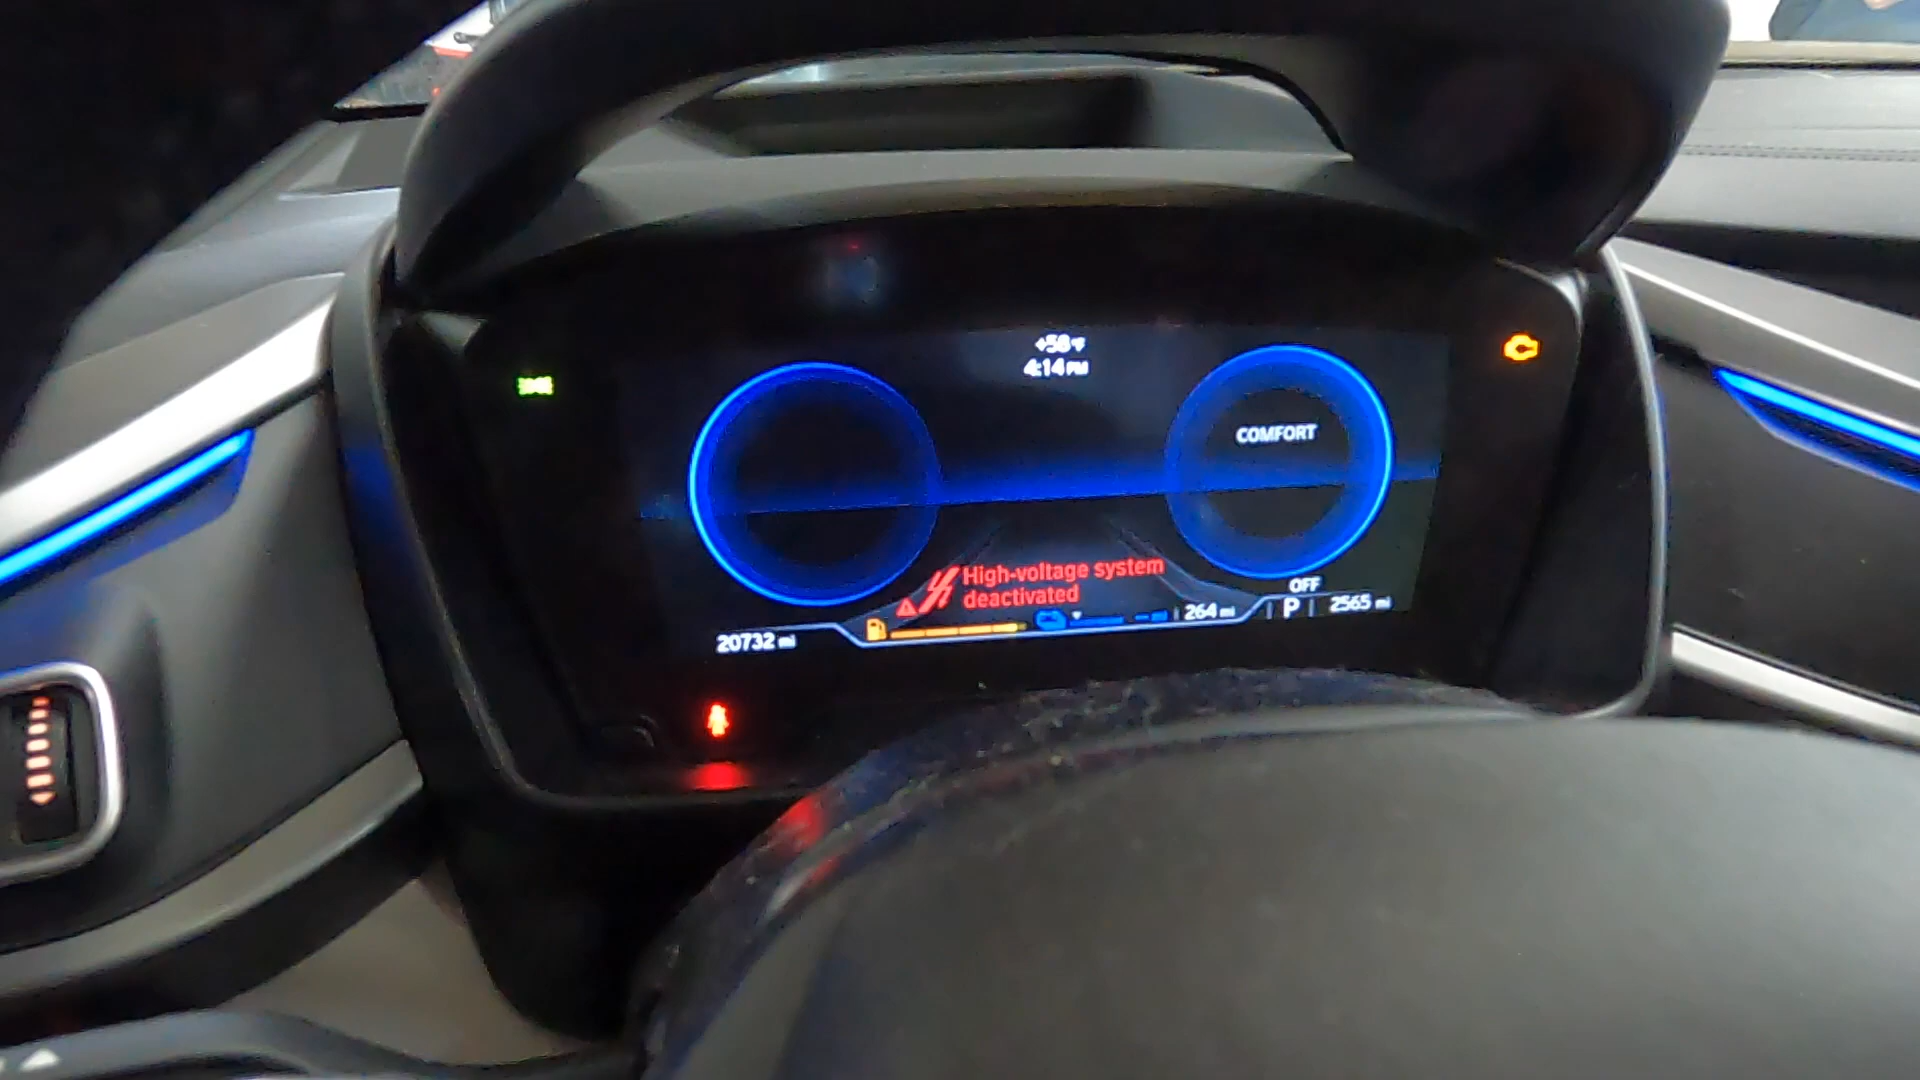 +58°F
4:14 PM
COMFORT
High-voltage system
deactivated
OFF
20732 mi
264 mi
P
2565 mi